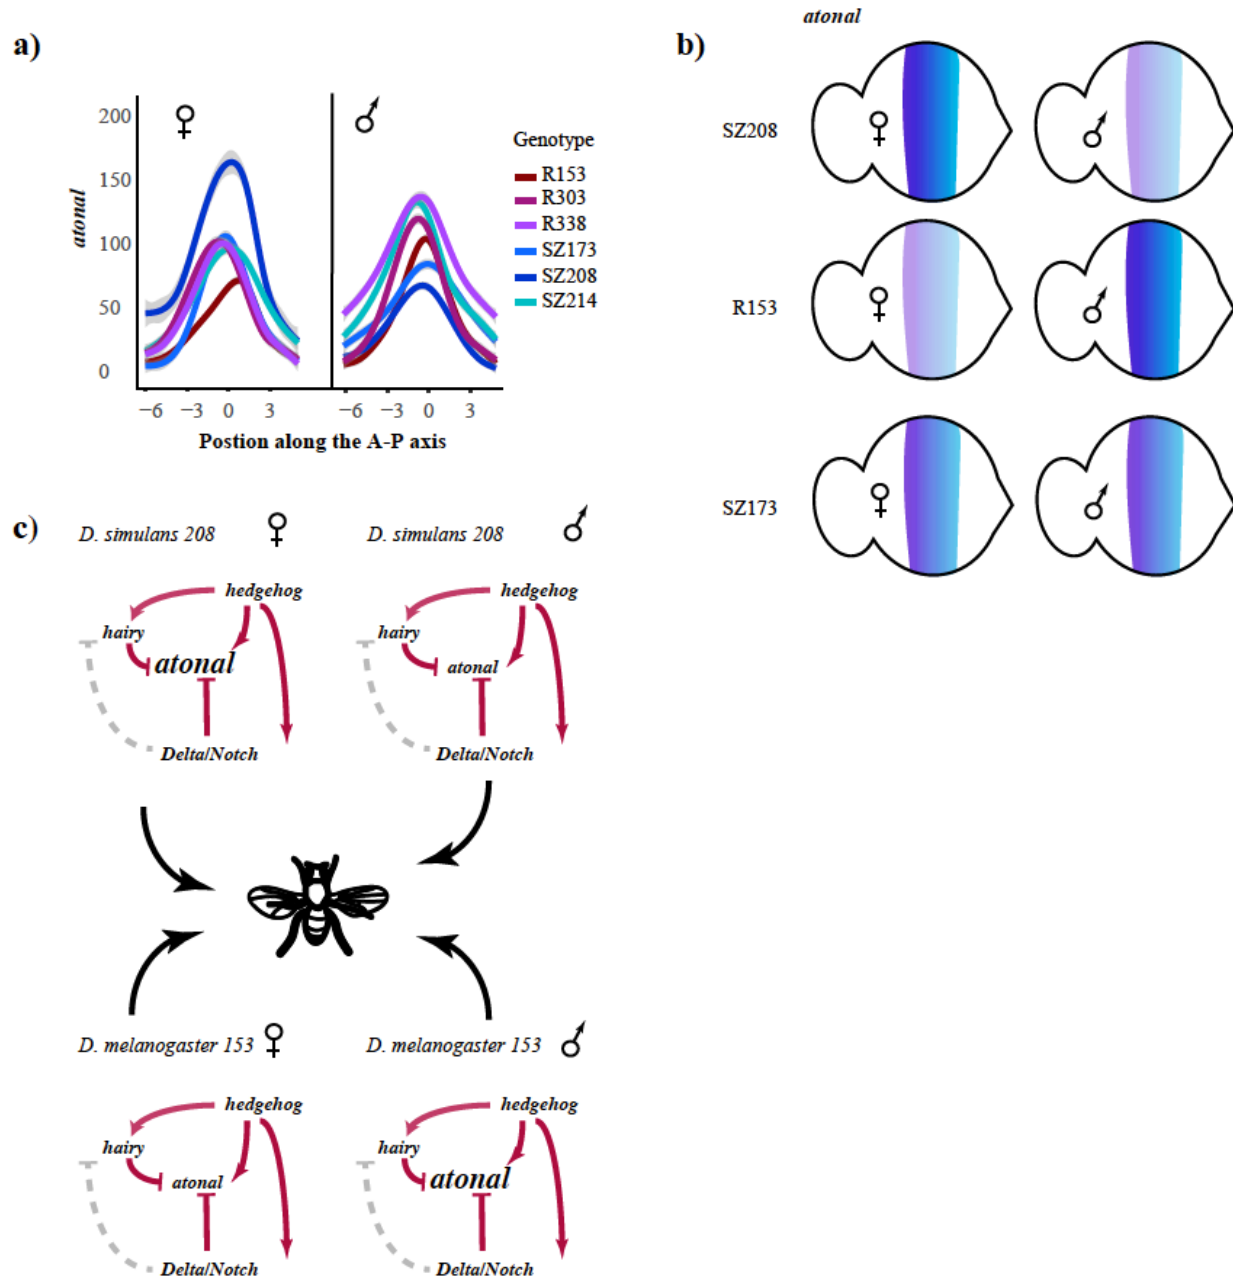 a)
♀
♂
200
150
100
50
0
atonal
−6 −3 0 3
−6 −3 0 3
Postion along the A-P axis
Genotype
R153
R303
R338
SZ173
SZ208
SZ214
b)
atonal
SZ208
♀
♂
R153
♀
♂
SZ173
♀
♂
c)
D. simulans 208 ♀
hedgehog
hairy
atonal
Delta/Notch
D. simulans 208 ♂
hedgehog
hairy
atonal
Delta/Notch
D. melanogaster 153 ♀
hedgehog
hairy
atonal
Delta/Notch
D. melanogaster 153 ♂
hedgehog
hairy
atonal
Delta/Notch